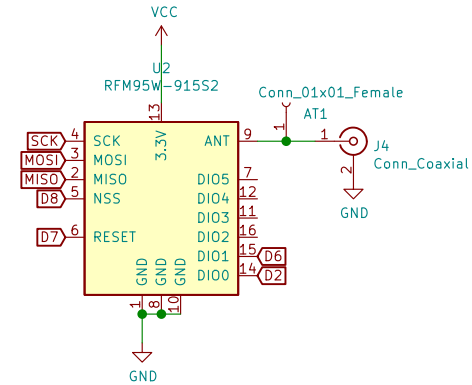 VCC
U2
RFM95W-915S2
13
3.3V
Conn_01x01_Female
AT1
1
SCK 4 SCK
ANT 9
1
J4
Conn_Coaxial
2
GND
MOSI 3 MOSI
MISO 2 MISO
DIO5 7
D8 5 NSS
DIO4 12
DIO3 11
D7 6 RESET
DIO2 16
DIO1 15 D6
DIO0 14 D2
GND GND GND
1 8 10
GND